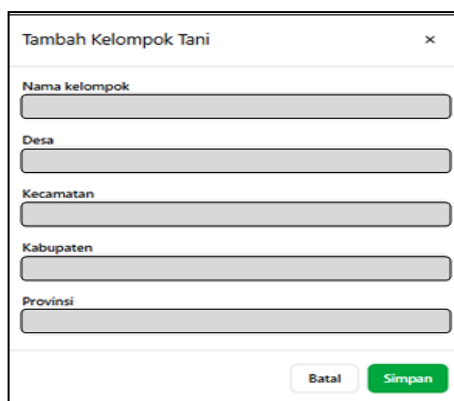 Tambah Kelompok Tani ×
Nama kelompok
Desa
Kecamatan
Kabupaten
Provinsi
Batal Simpan